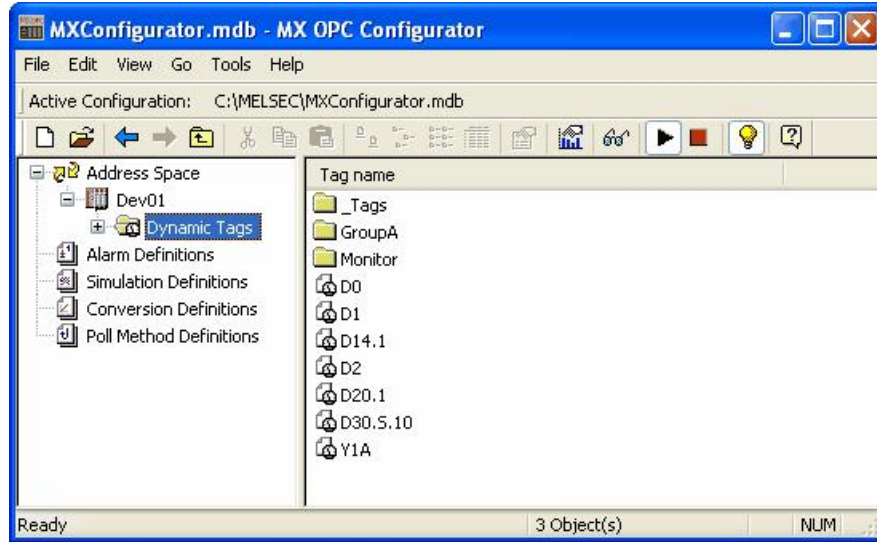 MXConfigurator.mdb - MX OPC Configurator
File Edit View Go Tools Help
Active Configuration: C:\MELSEC\MXConfigurator.mdb
Address Space
Dev01
Dynamic Tags
Alarm Definitions
Simulation Definitions
Conversion Definitions
Poll Method Definitions
Tag name
_Tags
GroupA
Monitor
D0
D1
D14.1
D2
D20.1
D30.S.10
Y1A
Ready 3 Object(s) NUM